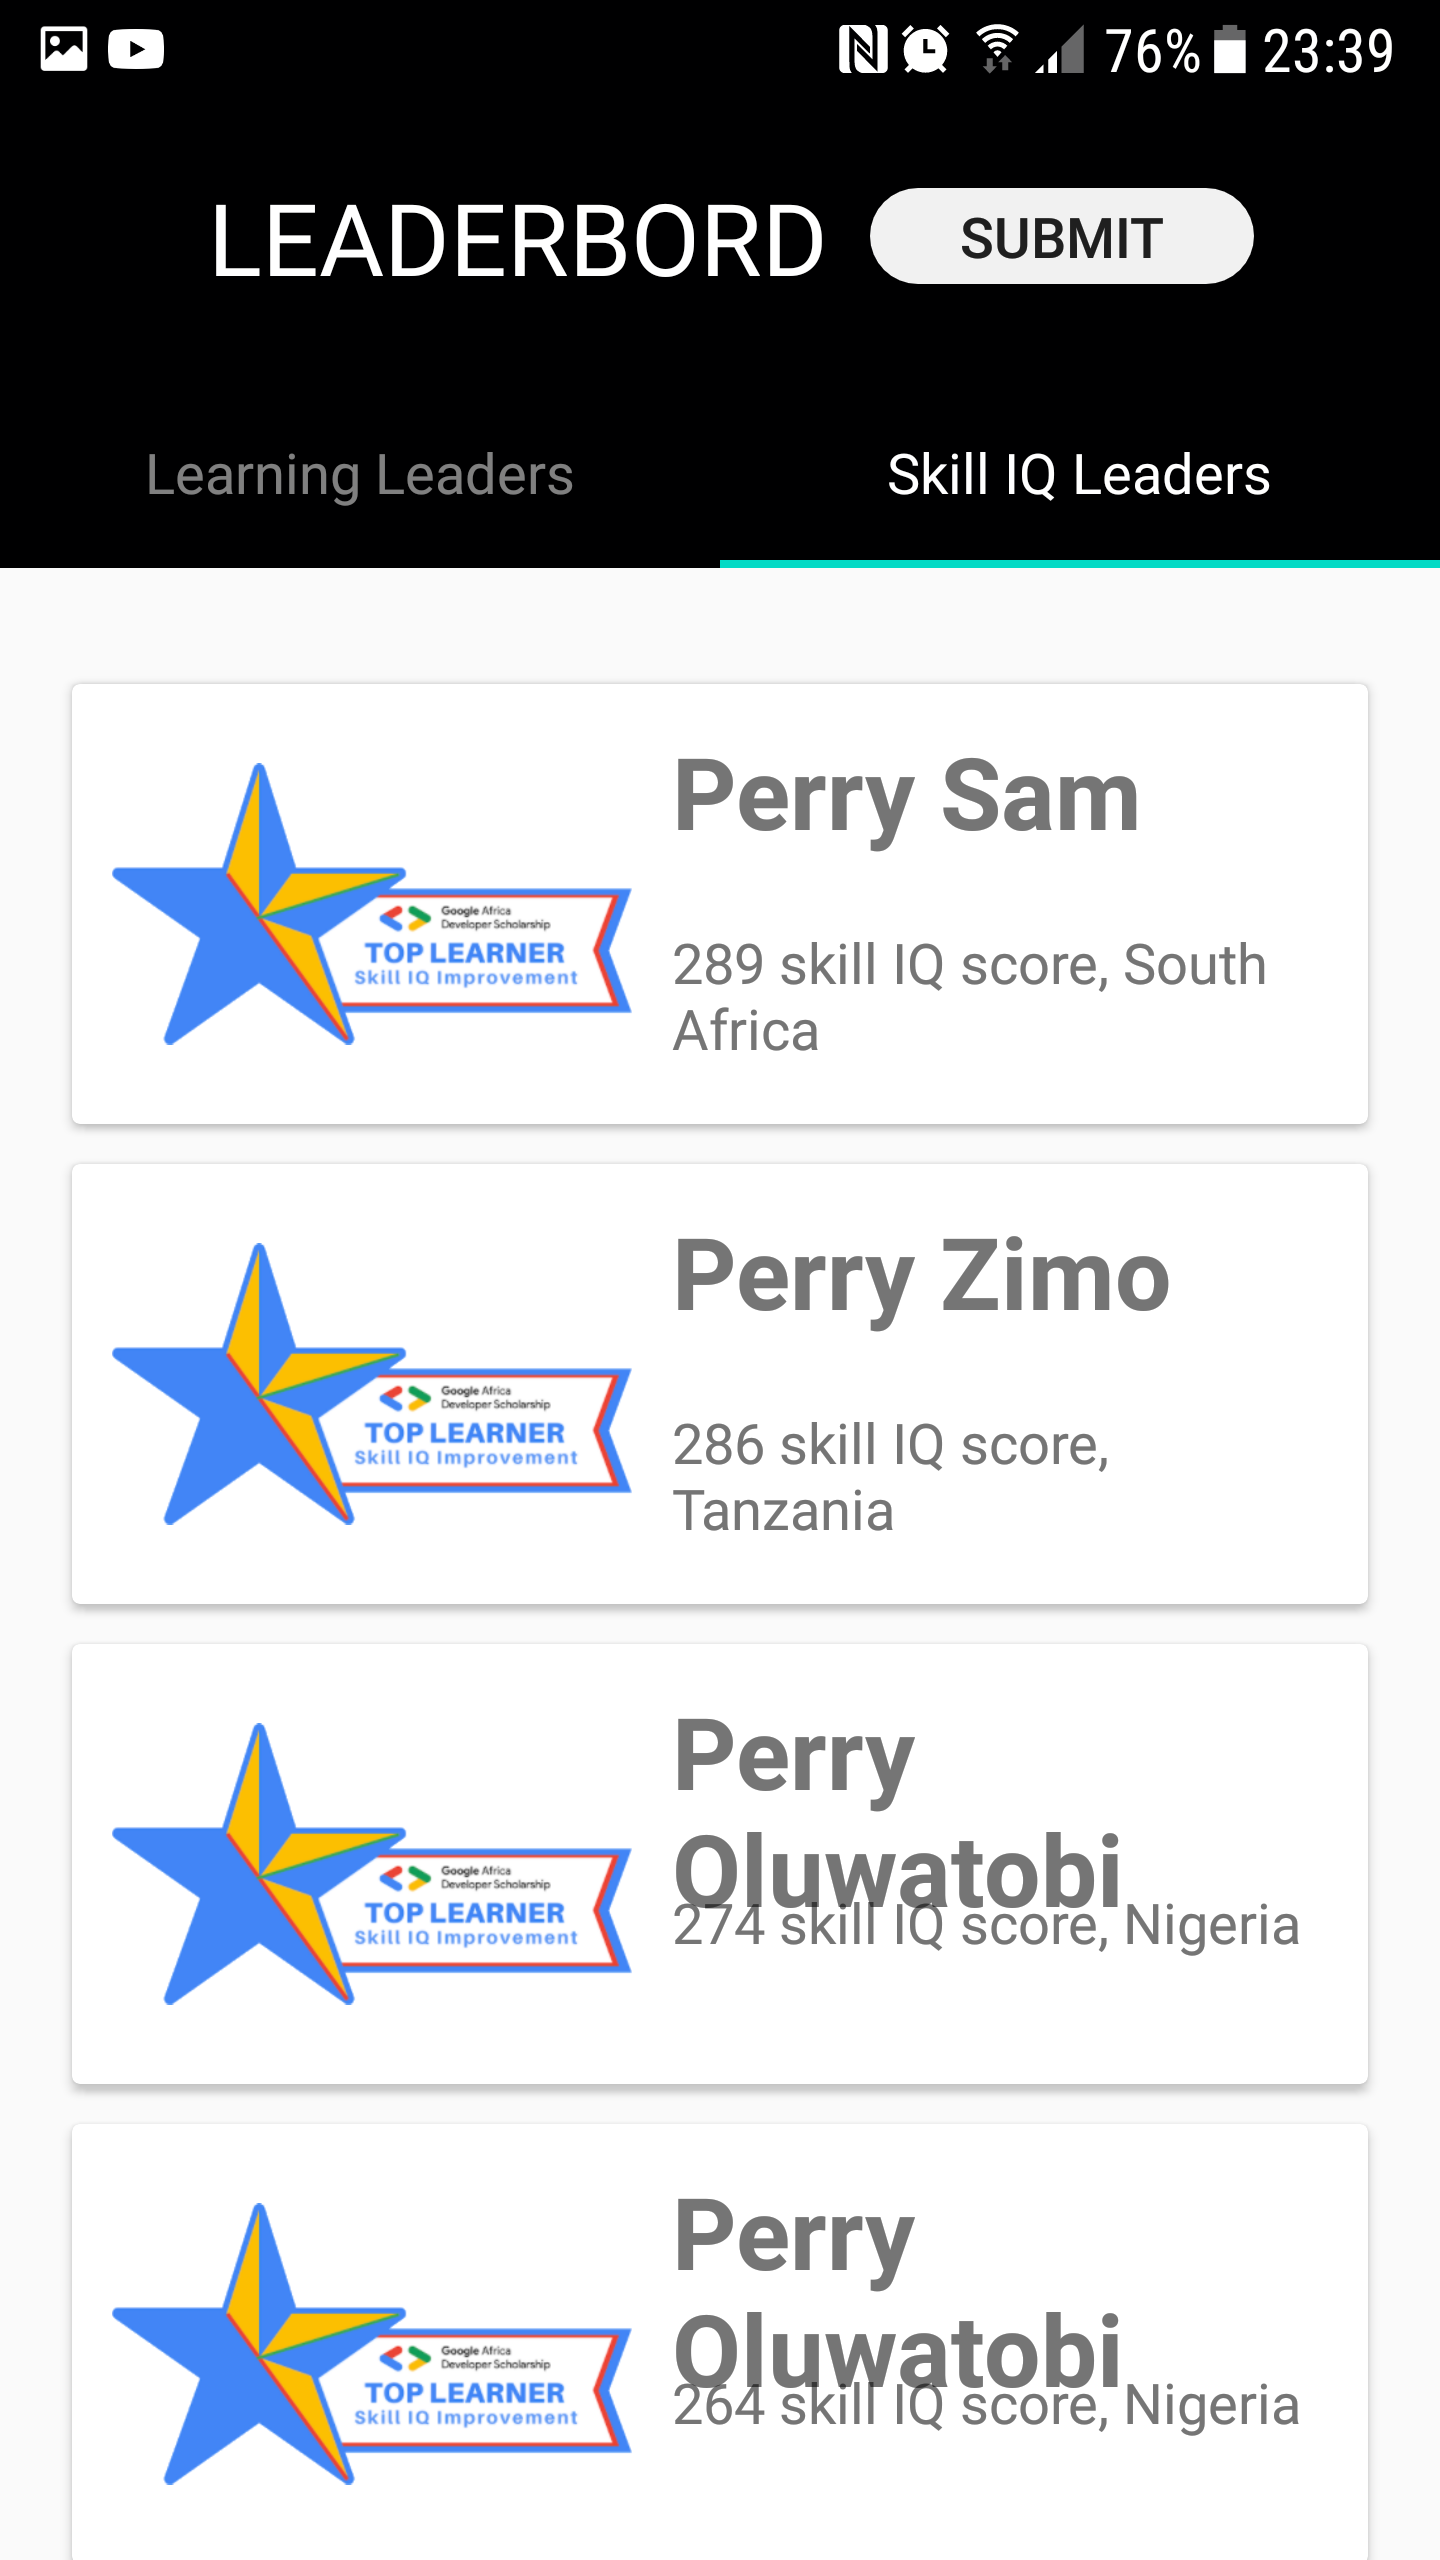 76% 23:39
LEADERBORD SUBMIT
Learning Leaders Skill IQ Leaders
Perry Sam
Google Africa
Developer Scholarship
TOP LEARNER
Skill IQ Improvement
289 skill IQ score, South
Africa
Perry Zimo
Google Africa
Developer Scholarship
TOP LEARNER
Skill IQ Improvement
286 skill IQ score,
Tanzania
Perry
Oluwatobi
Google Africa
Developer Scholarship
TOP LEARNER
Skill IQ Improvement
274 skill IQ score, Nigeria
Perry
Oluwatobi
Google Africa
Developer Scholarship
TOP LEARNER
Skill IQ Improvement
264 skill IQ score, Nigeria